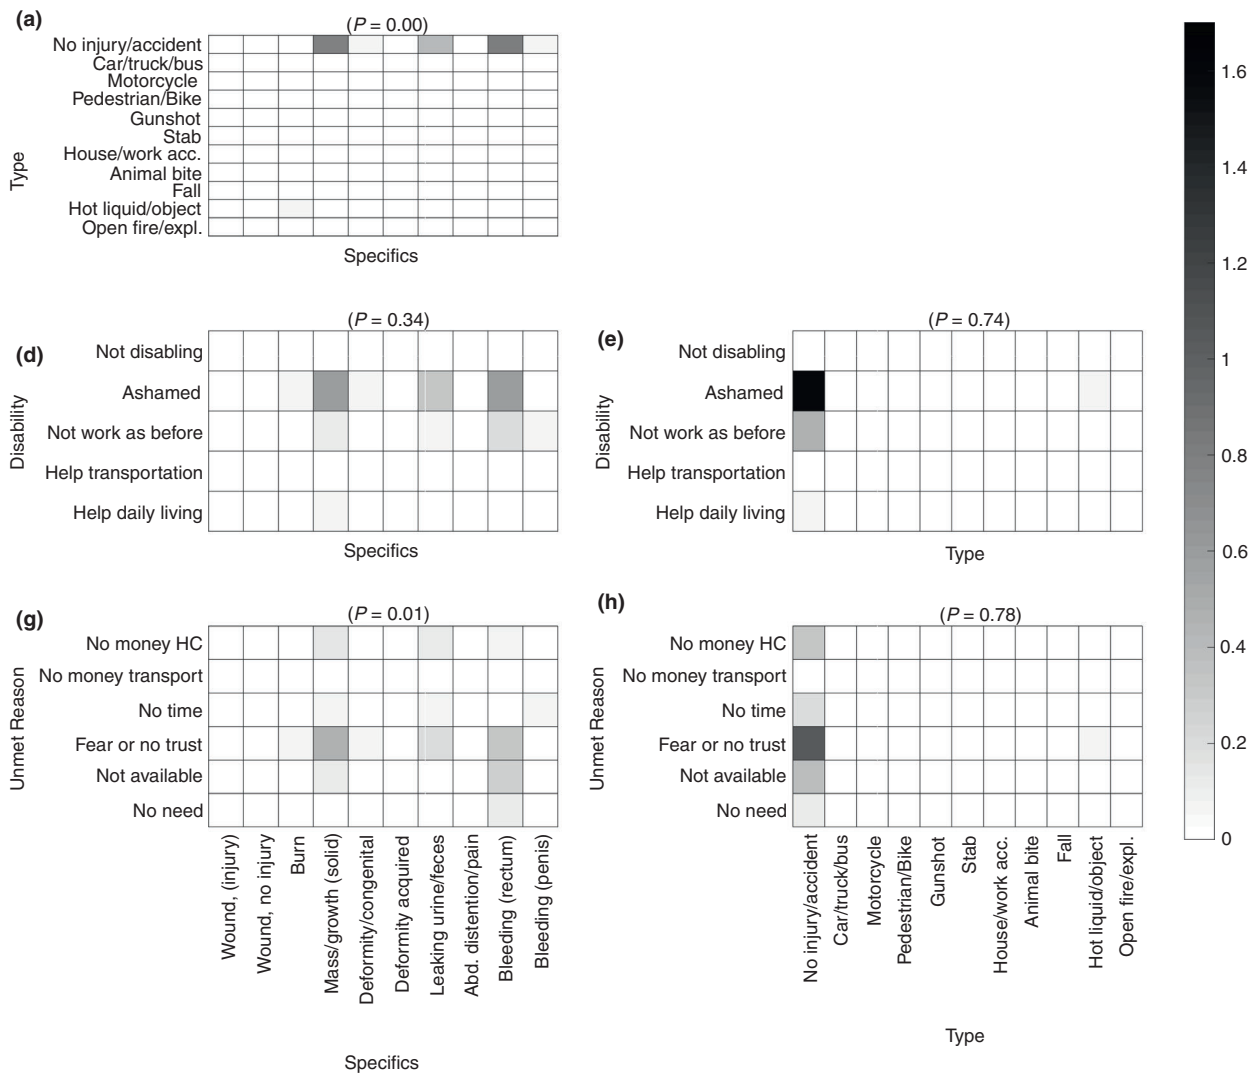 (a)
(P = 0.00)
No injury/accident
Car/truck/bus
Motorcycle
Pedestrian/Bike
Gunshot
Stab
House/work acc.
Animal bite
Fall
Hot liquid/object
Open fire/expl.
Type
Specifics
(d)
(P = 0.34)
Not disabling
Ashamed
Not work as before
Help transportation
Help daily living
Disability
Specifics
(e)
(P = 0.74)
Not disabling
Ashamed
Not work as before
Help transportation
Help daily living
Disability
Type
(g)
(P = 0.01)
No money HC
No money transport
No time
Fear or no trust
Not available
No need
Unmet Reason
Wound, (injury)
Wound, no injury
Burn
Mass/growth (solid)
Deformity/congenital
Deformity acquired
Leaking urine/feces
Abd. distention/pain
Bleeding (rectum)
Bleeding (penis)
Specifics
(h)
(P = 0.78)
No money HC
No money transport
No time
Fear or no trust
Not available
No need
Unmet Reason
No injury/accident
Car/truck/bus
Motorcycle
Pedestrian/Bike
Gunshot
Stab
House/work acc.
Animal bite
Fall
Hot liquid/object
Open fire/expl.
Type
1.6
1.4
1.2
1
0.8
0.6
0.4
0.2
0